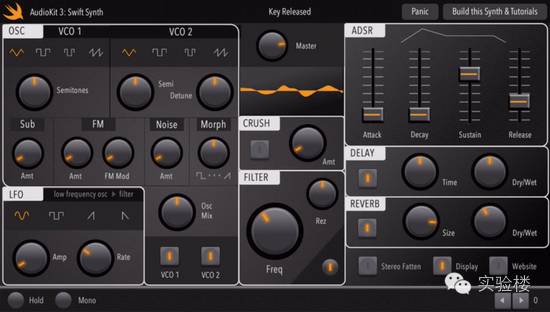 AudioKit 3: Swift Synth
Key Released
Panic
Build this Synth & Tutorials
OSC
VCO 1
VCO 2
Semitones
Semi
Detune
Master
ADSR
Attack
Decay
Sustain
Release
Sub
FM
Noise
Morph
Amt
Amt
FM Mod
Amt
CRUSH
Amt
DELAY
Time
Dry/Wet
LFO
low frequency osc ▸ filter
Amp
Rate
Osc
Mix
VCO 1
VCO 2
FILTER
Rez
Freq
REVERB
Size
Dry/Wet
Stereo Fatten
Display
Website
实验楼
Hold
Mono
0